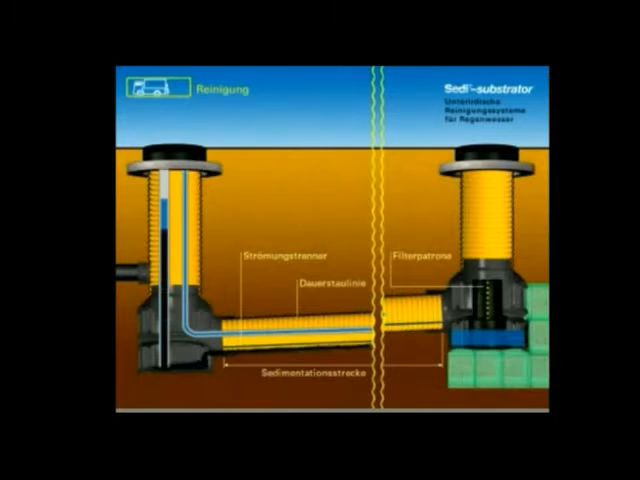 Reinigung
Sedi®-substrator
Unterirdische
Reinigungssysteme
für Regenwasser
Strömungstrenner
Filterpatrone
Dauerstaulinie
Sedimentationsstrecke